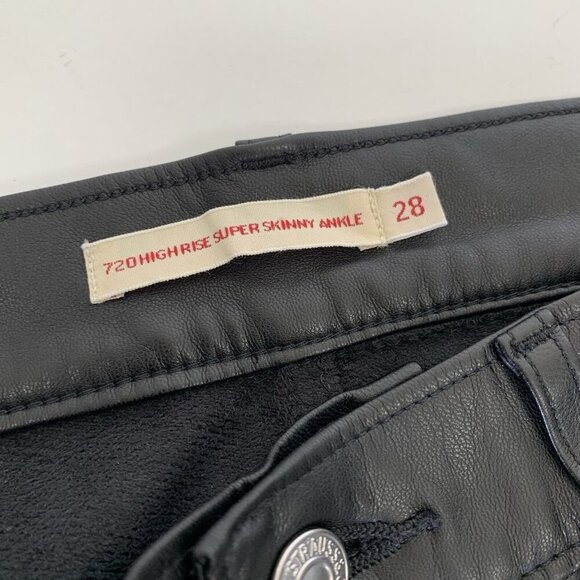 720 HIGH RISE SUPER SKINNY ANKLE 28
STRAUSS &